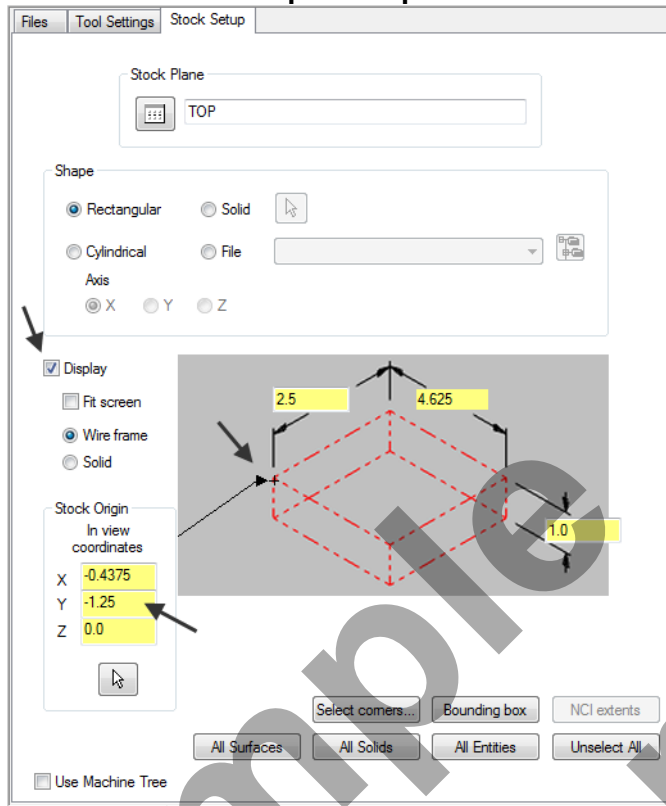 Files Tool Settings Stock Setup
Stock Plane
TOP
Shape
Rectangular Solid
Cylindrical File
Axis
X Y Z
Display
Fit screen
Wire frame
Solid
2.5 4.625
1.0
Stock Origin
In view
coordinates
X -0.4375
Y -1.25
Z 0.0
Select corners... Bounding box NCI extents
All Surfaces All Solids All Entities Unselect All
Use Machine Tree